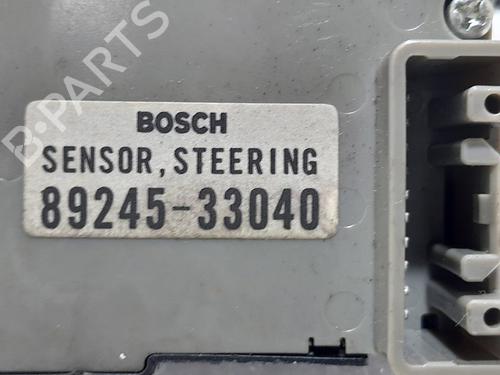 BOSCH
SENSOR, STEERING
89245-33040
B-PARTS